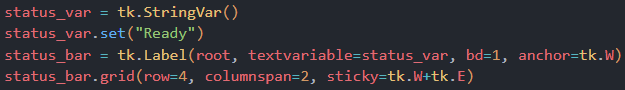 status_var = tk.StringVar()
status_var.set("Ready")
status_bar = tk.Label(root, textvariable=status_var, bd=1, anchor=tk.W)
status_bar.grid(row=4, columnspan=2, sticky=tk.W+tk.E)